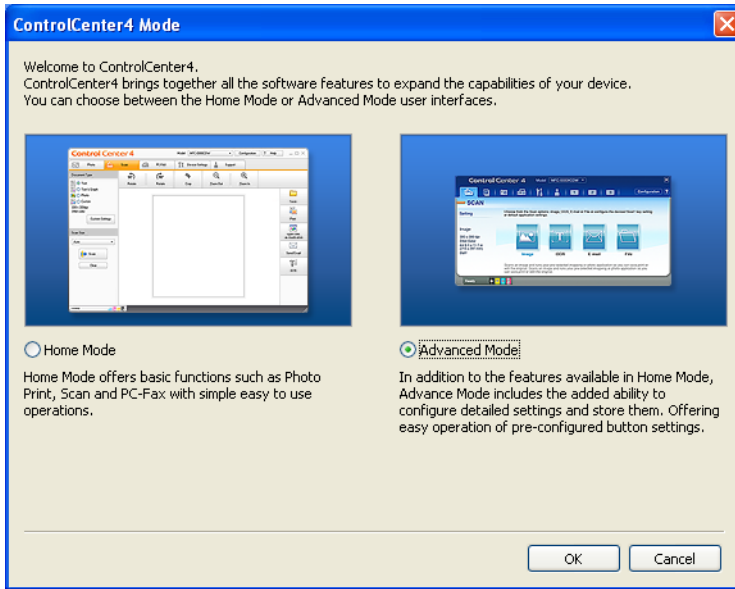 ControlCenter4 Mode
Welcome to ControlCenter4.
ControlCenter4 brings together all the software features to expand the capabilities of your device.
You can choose between the Home Mode or Advanced Mode user interfaces.
Control Center 4
Control Center 4
SCAN
Image
OCR
E-mail
File
Home Mode
Advanced Mode
Home Mode offers basic functions such as Photo
Print, Scan and PC-Fax with simple easy to use
operations.
In addition to the features available in Home Mode,
Advance Mode includes the added ability to
configure detailed settings and store them. Offering
easy operation of pre-configured button settings.
OK
Cancel